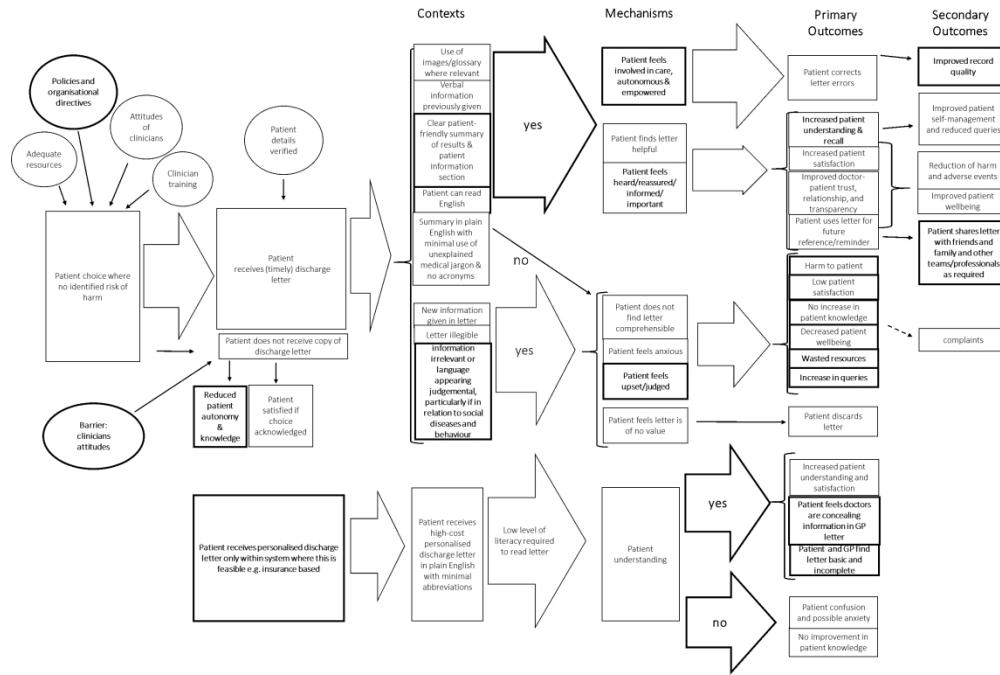 Contexts
Mechanisms
Primary
Outcomes
Secondary
Outcomes
Policies and
organisational
directives
Attitudes
of
clinicians
Adequate
resources
Clinician
training
Patient
details
verified
Patient choice where
no identified risk of
harm
Patient
receives (timely) discharge
letter
Patient does not receive copy of
discharge letter
Reduced
patient
autonomy
&
knowledge
Patient
satisfied if
choice
acknowledged
Barrier:
clinicians
attitudes
Use of
images/glossary
where relevant
Verbal
information
previously given
Clear patient-
friendly summary
of results &
patient
information
section
Patient can read
English
Summary in plain
English with
minimal use of
unexplained
medical jargon &
no acronyms
New information
given in letter
Letter illegible
information
irrelevant or
language
appearing
judgemental,
particularly if in
relation to social
diseases and
behaviour
yes
no
yes
Patient feels
involved in care,
autonomous &
empowered
Patient finds letter
helpful
Patient feels
heard/reassured/
informed/
important
Patient does not
find letter
comprehensible
Patient feels anxious
Patient feels
upset/judged
Patient feels letter is
of no value
Patient corrects
letter errors
Increased patient
understanding &
recall
Increased patient
satisfaction
Improved doctor-
patient trust,
relationship, and
transparency
Patient uses letter for
future
reference/reminder
Harm to patient
Low patient
satisfaction
No increase in
patient knowledge
Decreased patient
wellbeing
Wasted resources
Increase in queries
Patient discards
letter
Improved record
quality
Improved patient
self-management
and reduced queries
Reduction of harm
and adverse events
Improved patient
wellbeing
Patient shares letter
with friends and
family and other
teams/professionals
as required
complaints
Patient receives personalised discharge
letter only within system where this is
feasible e.g. insurance based
Patient receives
high-cost
personalised
discharge letter
in plain English
with minimal
abbreviations
Low level of
literacy required
to read letter
Patient
understanding
yes
no
Increased patient
understanding and
satisfaction
Patient feels doctors
are concealing
information in GP
letter
Patient and GP find
letter basic and
incomplete
Patient confusion
and possible anxiety
No improvement in
patient knowledge